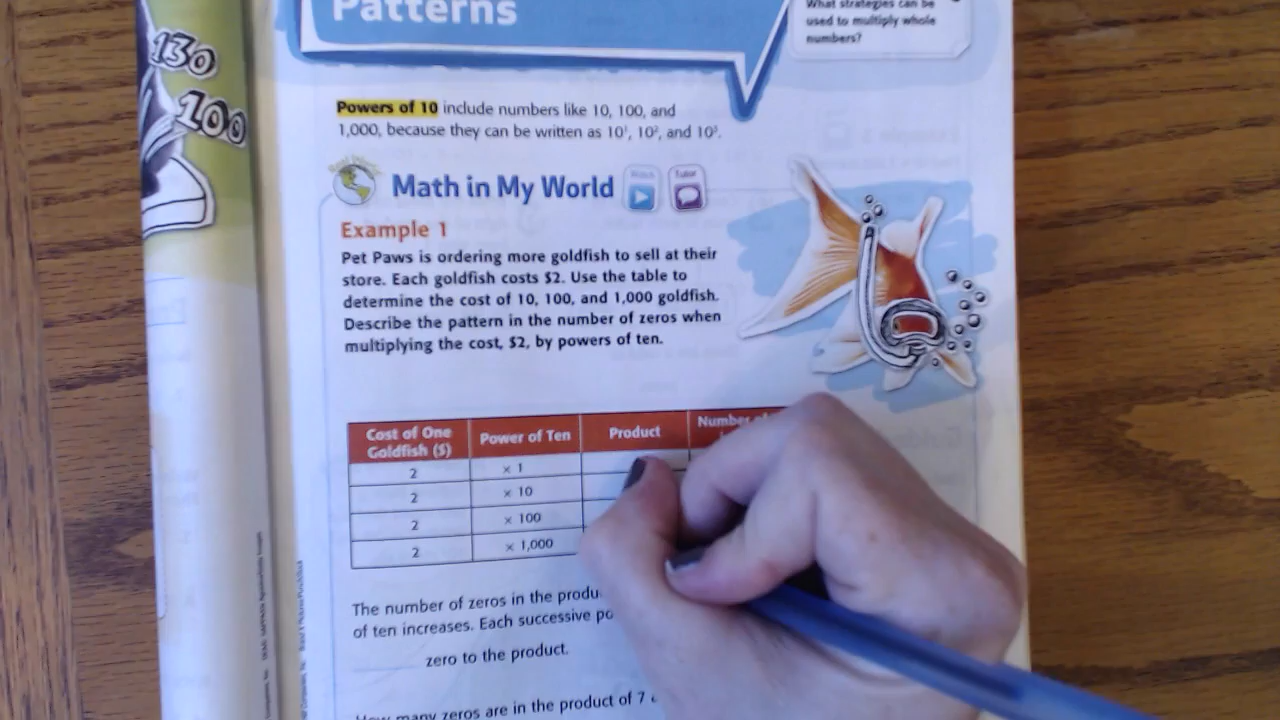 Patterns
What strategies can be
used to multiply whole
numbers?
130
100
Powers of 10 include numbers like 10, 100, and
1,000, because they can be written as 10¹, 10², and 10³.
Real World
Math in My World
Watch
Tutor
Example 1
Pet Paws is ordering more goldfish to sell at their
store. Each goldfish costs $2. Use the table to
determine the cost of 10, 100, and 1,000 goldfish.
Describe the pattern in the number of zeros when
multiplying the cost, $2, by powers of ten.
Cost of One Goldfish ($) Power of Ten Product Number
2 × 1
2 × 10
2 × 100
2 × 1,000
The number of zeros in the produ
of ten increases. Each successive po
zero to the product.
How many zeros are in the product of 7